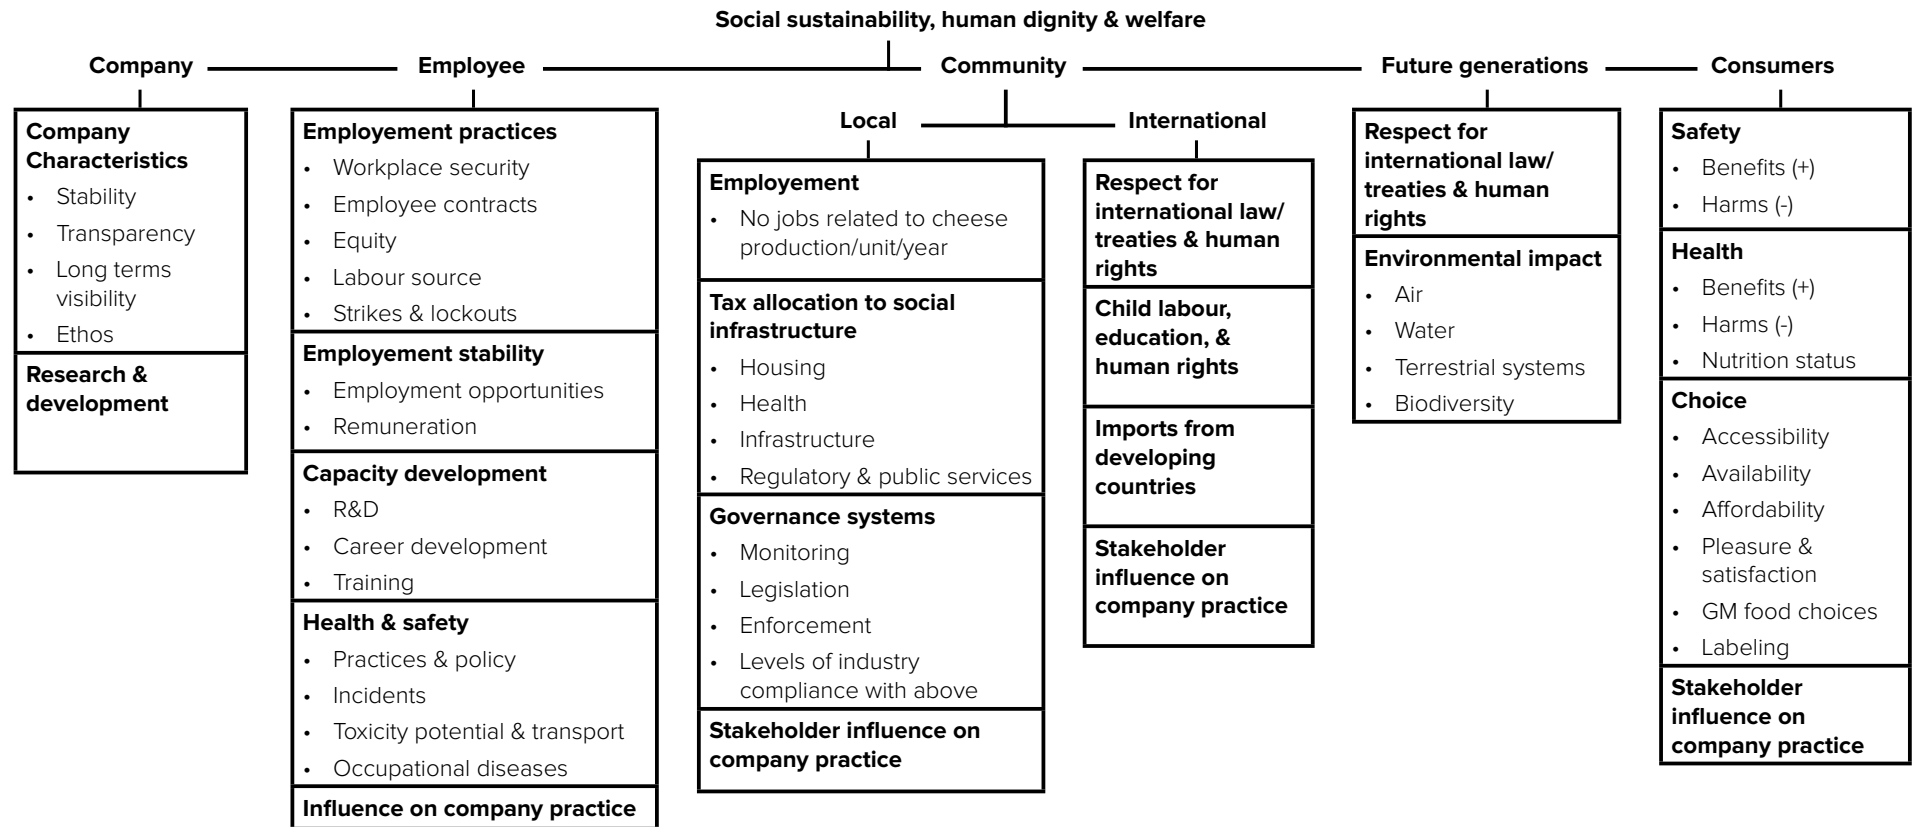 Social sustainability, human dignity & welfare
Company
Employee
Community
Future generations
Consumers
Company
Characteristics
• Stability
• Transparency
• Long terms
visibility
• Ethos
Research &
development
Employement practices
• Workplace security
• Employee contracts
• Equity
• Labour source
• Strikes & lockouts
Employement stability
• Employment opportunities
• Remuneration
Capacity development
• R&D
• Career development
• Training
Health & safety
• Practices & policy
• Incidents
• Toxicity potential & transport
• Occupational diseases
Influence on company practice
Local
Employement
• No jobs related to cheese
production/unit/year
Tax allocation to social
infrastructure
• Housing
• Health
• Infrastructure
• Regulatory & public services
Governance systems
• Monitoring
• Legislation
• Enforcement
• Levels of industry
compliance with above
Stakeholder influence on
company practice
International
Respect for
international law/
treaties & human
rights
Child labour,
education, &
human rights
Imports from
developing
countries
Stakeholder
influence on
company practice
Respect for
international law/
treaties & human
rights
Environmental impact
• Air
• Water
• Terrestrial systems
• Biodiversity
Safety
• Benefits (+)
• Harms (-)
Health
• Benefits (+)
• Harms (-)
• Nutrition status
Choice
• Accessibility
• Availability
• Affordability
• Pleasure &
satisfaction
• GM food choices
• Labeling
Stakeholder
influence on
company practice